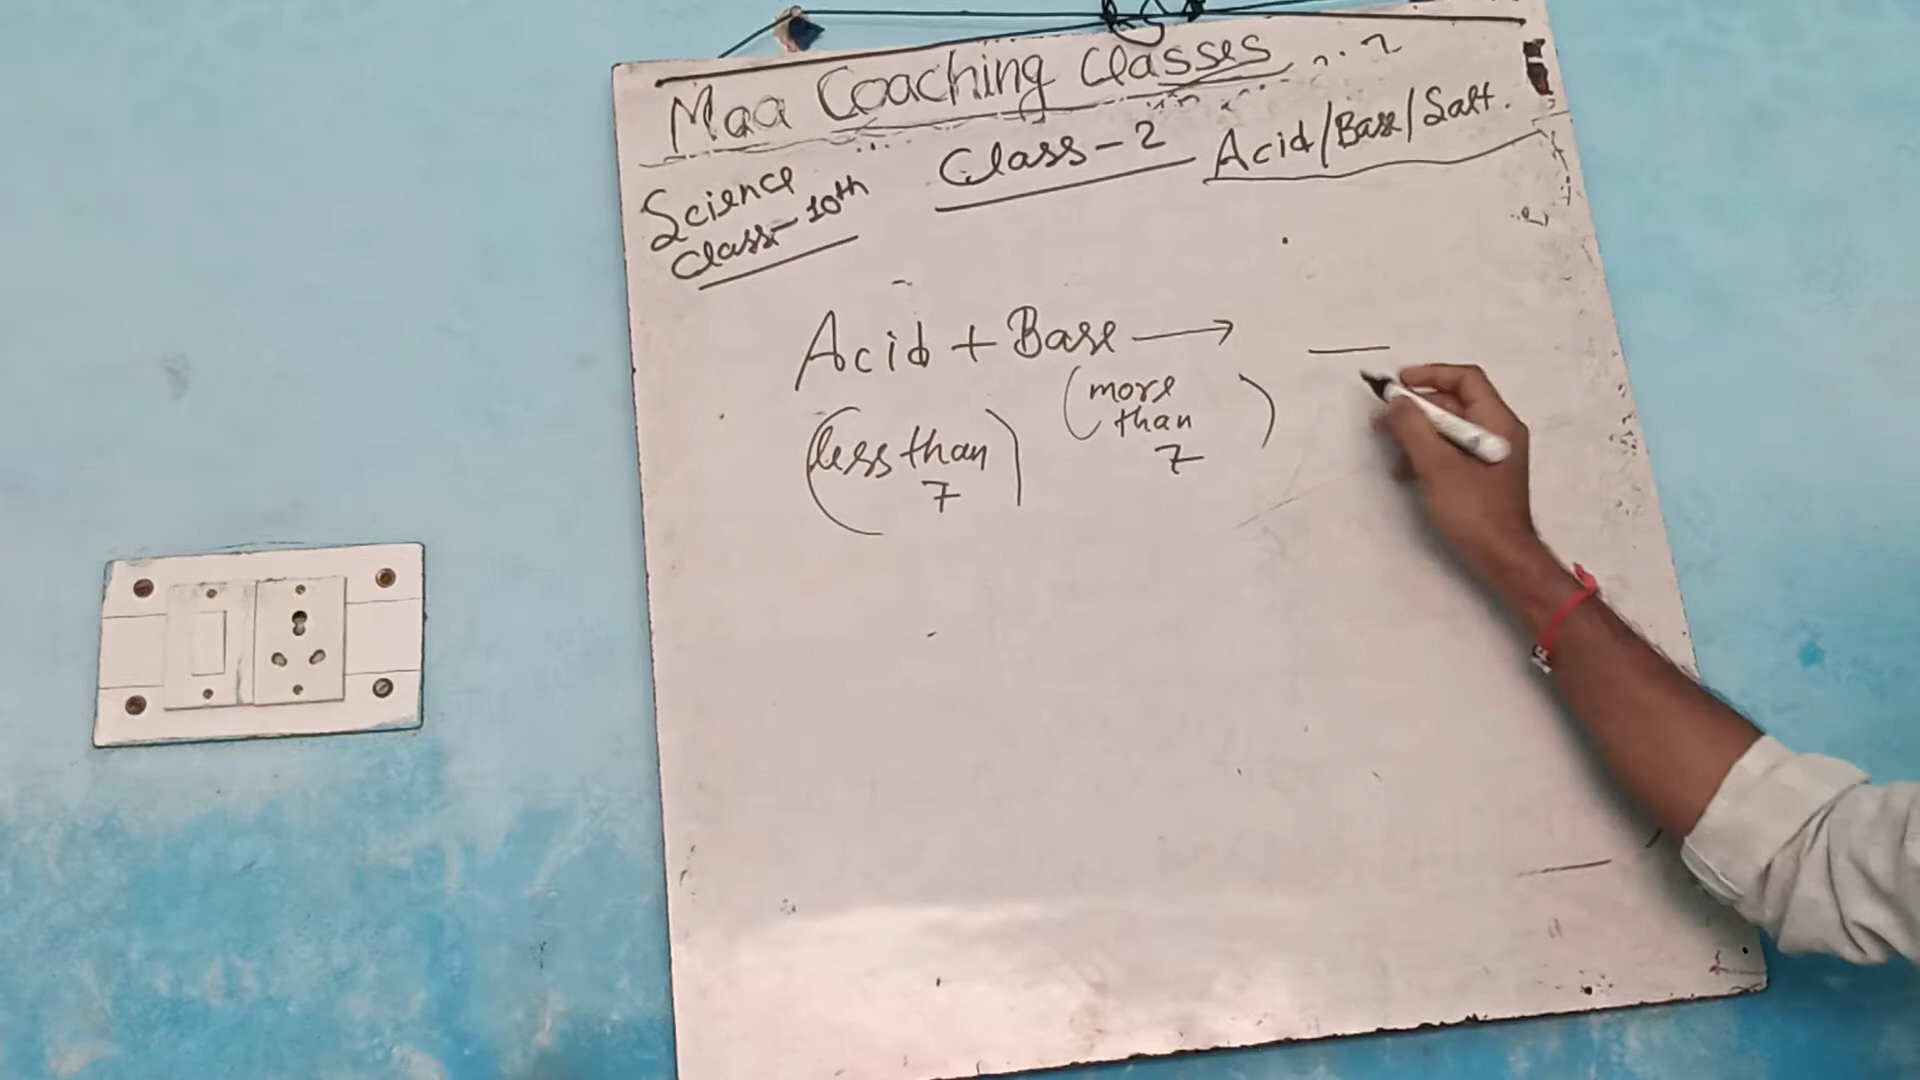 Maa Coaching Classes
Science
Class-10th
Class-2
Acid/Base/Salt.
Acid + Base →
(less than 7)
(more than 7)